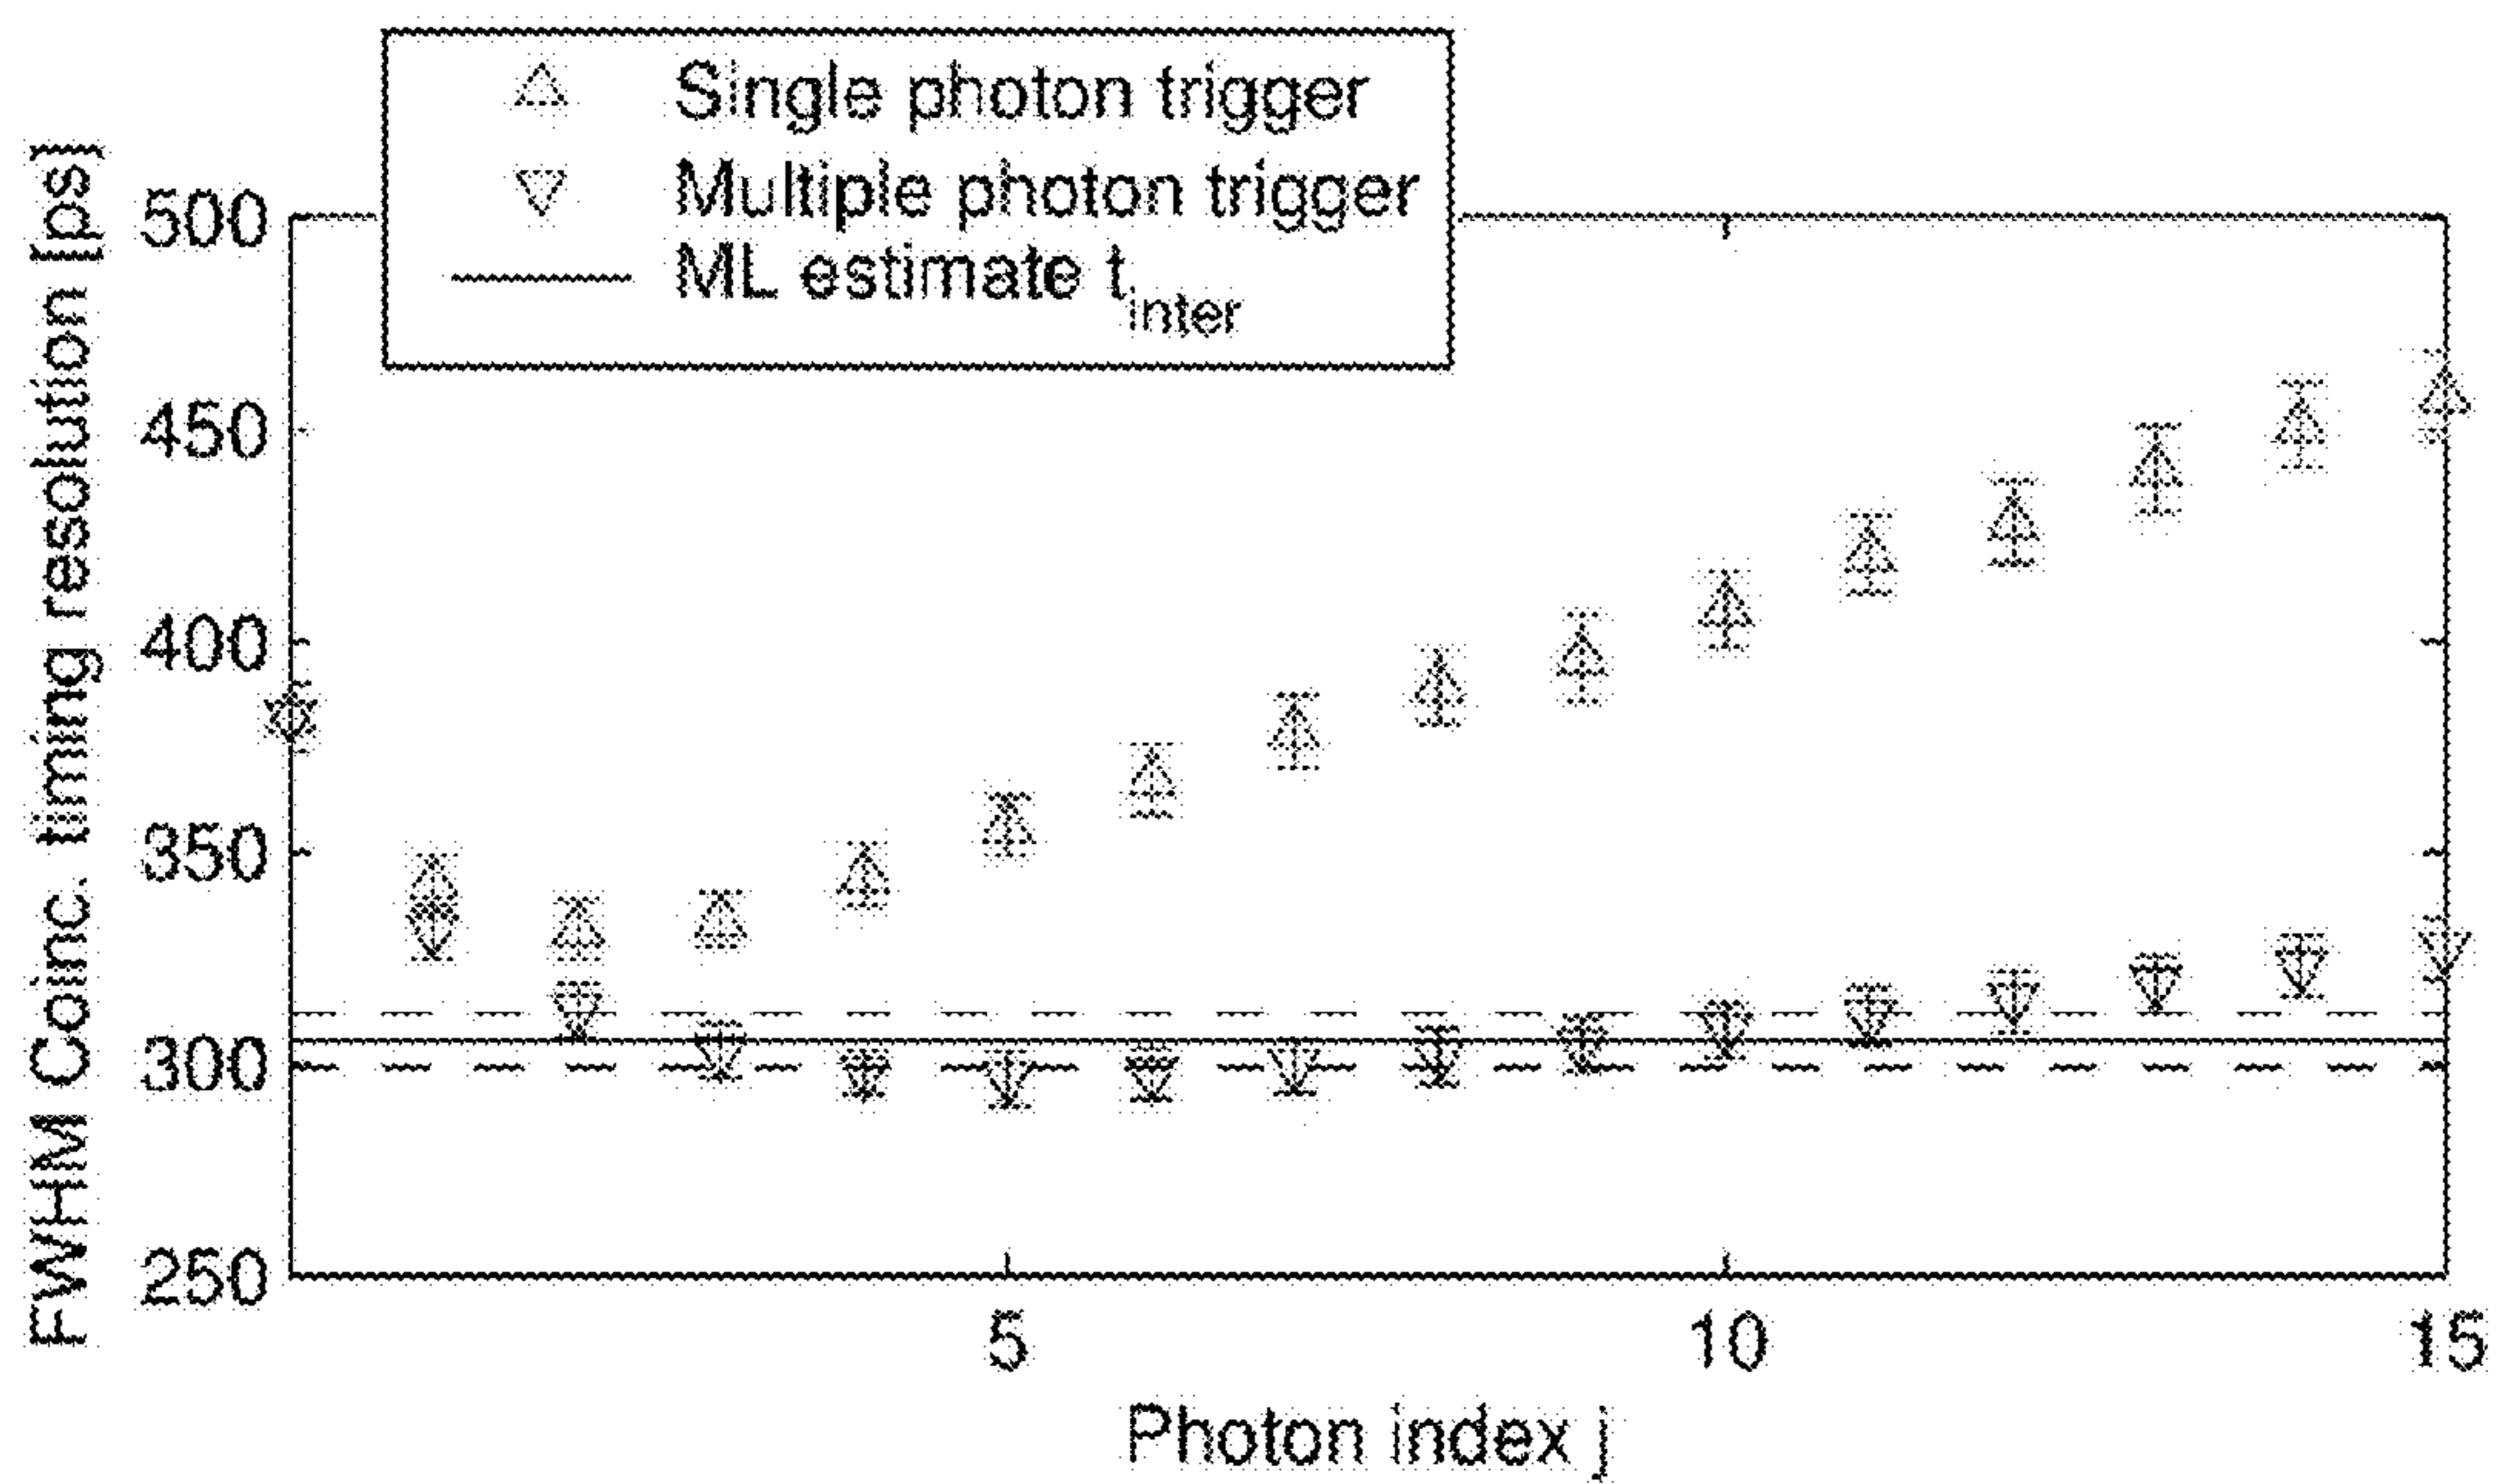 Single photon trigger
Multiple photon trigger
ML estimate t inter
FWHM Coinc. timing resolution [ps]
500
450
400
350
300
250
5
10
15
Photon index j